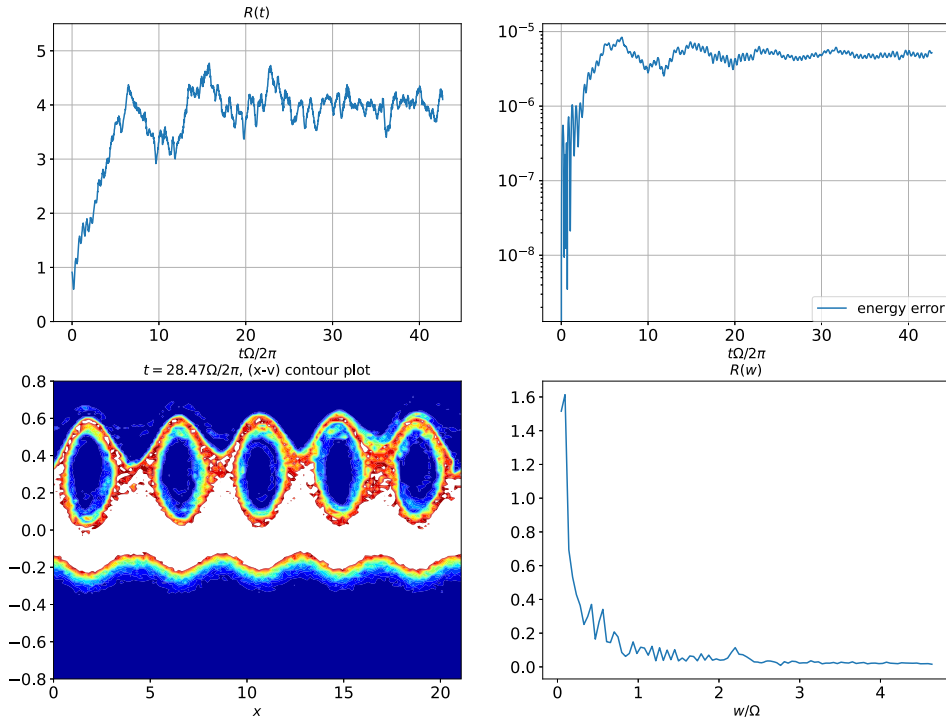 R(t)
5
4
3
2
1
0
0 10 20 30 40
tΩ/2π
10⁻⁵
10⁻⁶
10⁻⁷
10⁻⁸
energy error
0 10 20 30 40
tΩ/2π
t = 28.47Ω/2π, (x-v) contour plot
0.8
0.6
0.4
0.2
0.0
−0.2
−0.4
−0.6
−0.8
0 5 10 15 20
x
R(w)
1.6
1.4
1.2
1.0
0.8
0.6
0.4
0.2
0.0
0 1 2 3 4
w/Ω